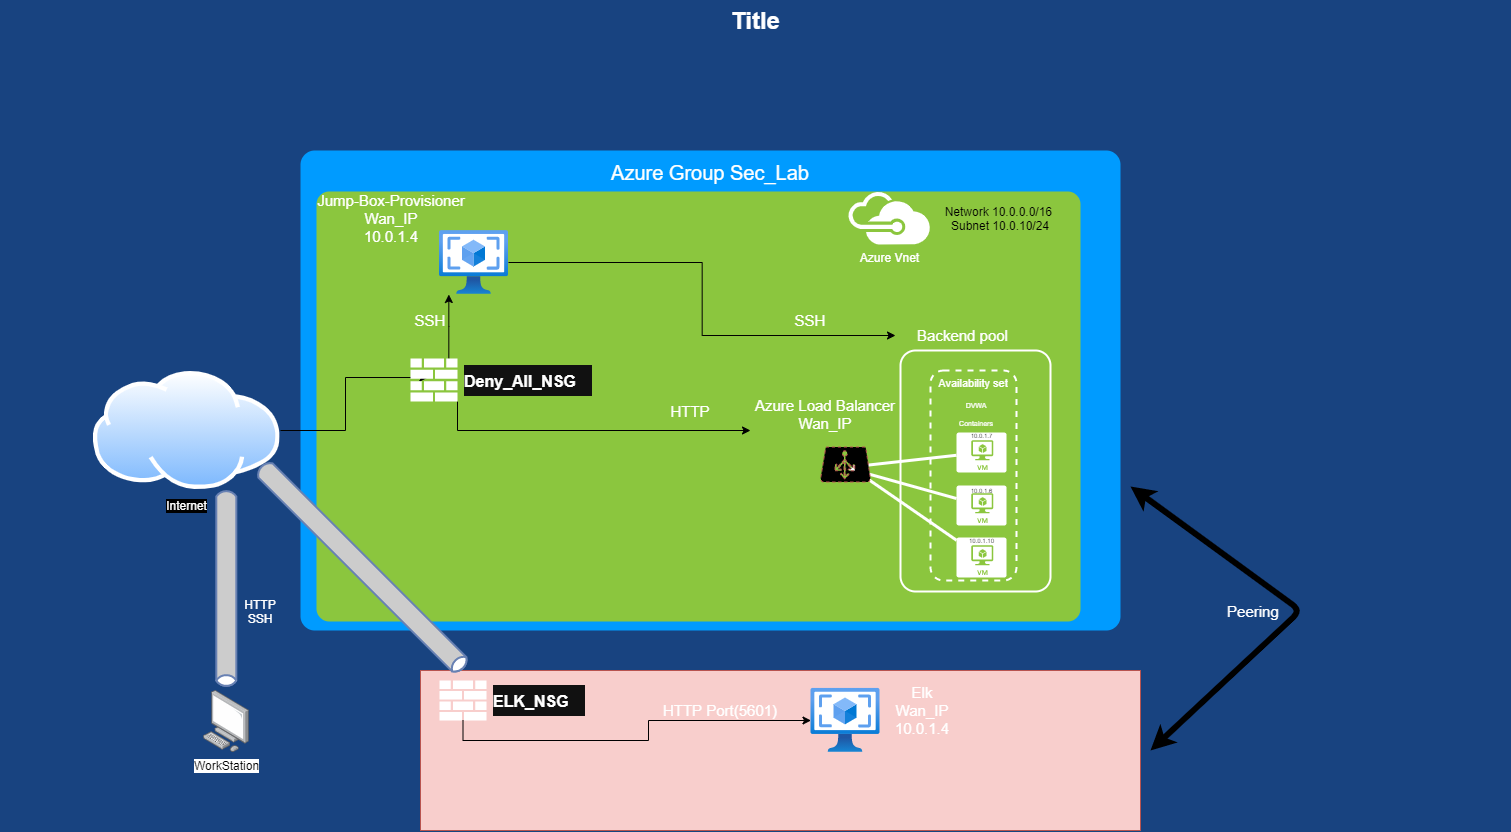 Title
Azure Group Sec_Lab
Jump-Box-Provisioner
Wan_IP
10.0.1.4
Network 10.0.0.0/16
Subnet 10.0.10/24
Azure Vnet
SSH
SSH
Backend pool
Deny_All_NSG
Availability set
DVWA
Containers
HTTP
Azure Load Balancer
Wan_IP
10.0.1.7
VM
10.0.1.8
VM
10.0.1.10
VM
Internet
HTTP
SSH
Peering
ELK_NSG
HTTP Port(5601)
Elk
Wan_IP
10.0.1.4
WorkStation